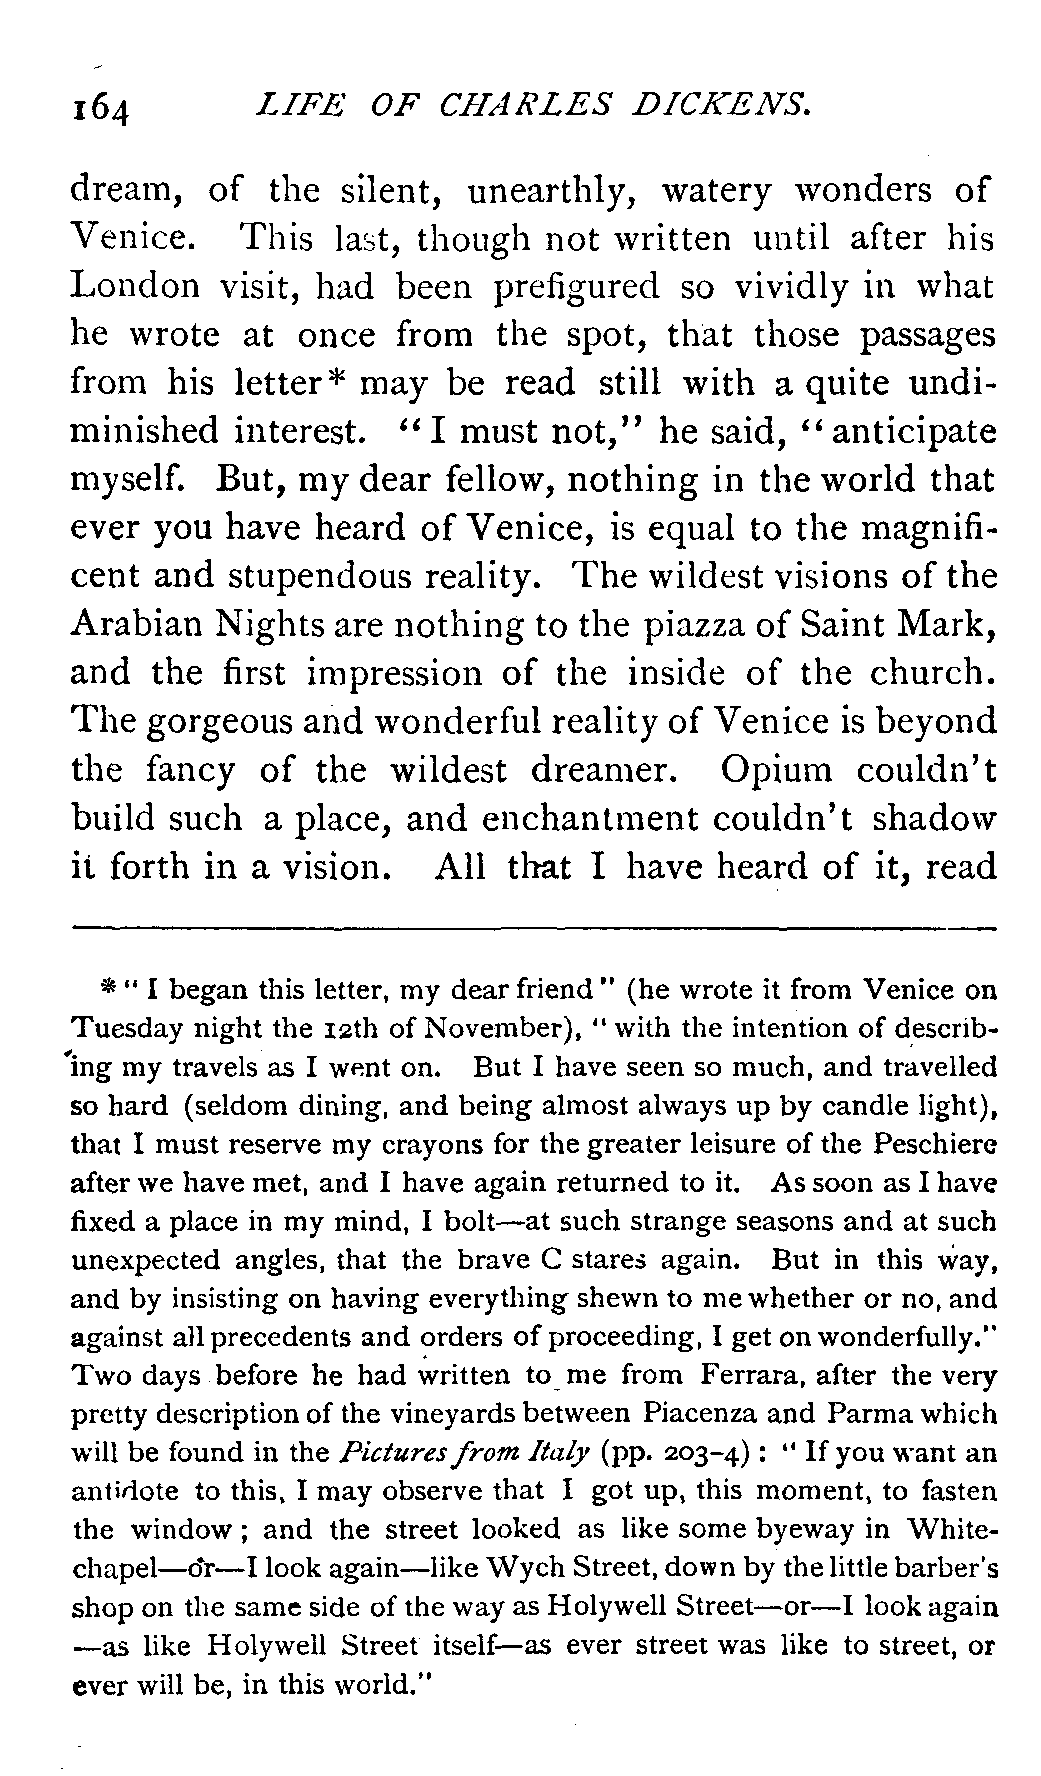 164 LIFE OF CHARLES DICKENS.
dream, of the silent, unearthly, watery wonders of
Venice. This last, though not written until after his
London visit, had been prefigured so vividly in what
he wrote at once from the spot, that those passages
from his letter* may be read still with a quite undi-
minished interest. "I must not," he said, "anticipate
myself. But, my dear fellow, nothing in the world that
ever you have heard of Venice, is equal to the magnifi-
cent and stupendous reality. The wildest visions of the
Arabian Nights are nothing to the piazza of Saint Mark,
and the first impression of the inside of the church.
The gorgeous and wonderful reality of Venice is beyond
the fancy of the wildest dreamer. Opium couldn't
build such a place, and enchantment couldn't shadow
it forth in a vision. All that I have heard of it, read
* "I began this letter, my dear friend" (he wrote it from Venice on
Tuesday night the 12th of November), "with the intention of describ-
ing my travels as I went on. But I have seen so much, and travelled
so hard (seldom dining, and being almost always up by candle light),
that I must reserve my crayons for the greater leisure of the Peschiere
after we have met, and I have again returned to it. As soon as I have
fixed a place in my mind, I bolt—at such strange seasons and at such
unexpected angles, that the brave C stares again. But in this way,
and by insisting on having everything shewn to me whether or no, and
against all precedents and orders of proceeding, I get on wonderfully."
Two days before he had written to me from Ferrara, after the very
pretty description of the vineyards between Piacenza and Parma which
will be found in the Pictures from Italy (pp. 203-4): "If you want an
antidote to this, I may observe that I got up, this moment, to fasten
the window; and the street looked as like some byeway in White-
chapel—or—I look again—like Wych Street, down by the little barber's
shop on the same side of the way as Holywell Street—or—I look again
—as like Holywell Street itself—as ever street was like to street, or
ever will be, in this world."